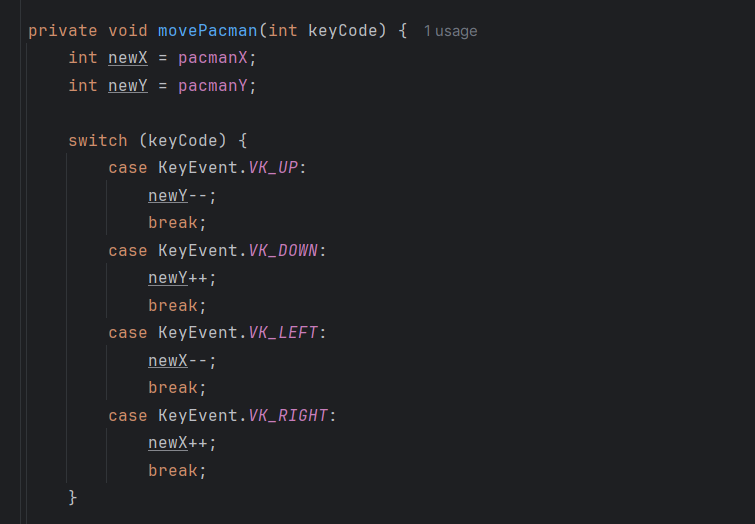 private void movePacman(int keyCode) { 1 usage
int newX = pacmanX;
int newY = pacmanY;
switch (keyCode) {
case KeyEvent.VK_UP:
newY--;
break;
case KeyEvent.VK_DOWN:
newY++;
break;
case KeyEvent.VK_LEFT:
newX--;
break;
case KeyEvent.VK_RIGHT:
newX++;
break;
}